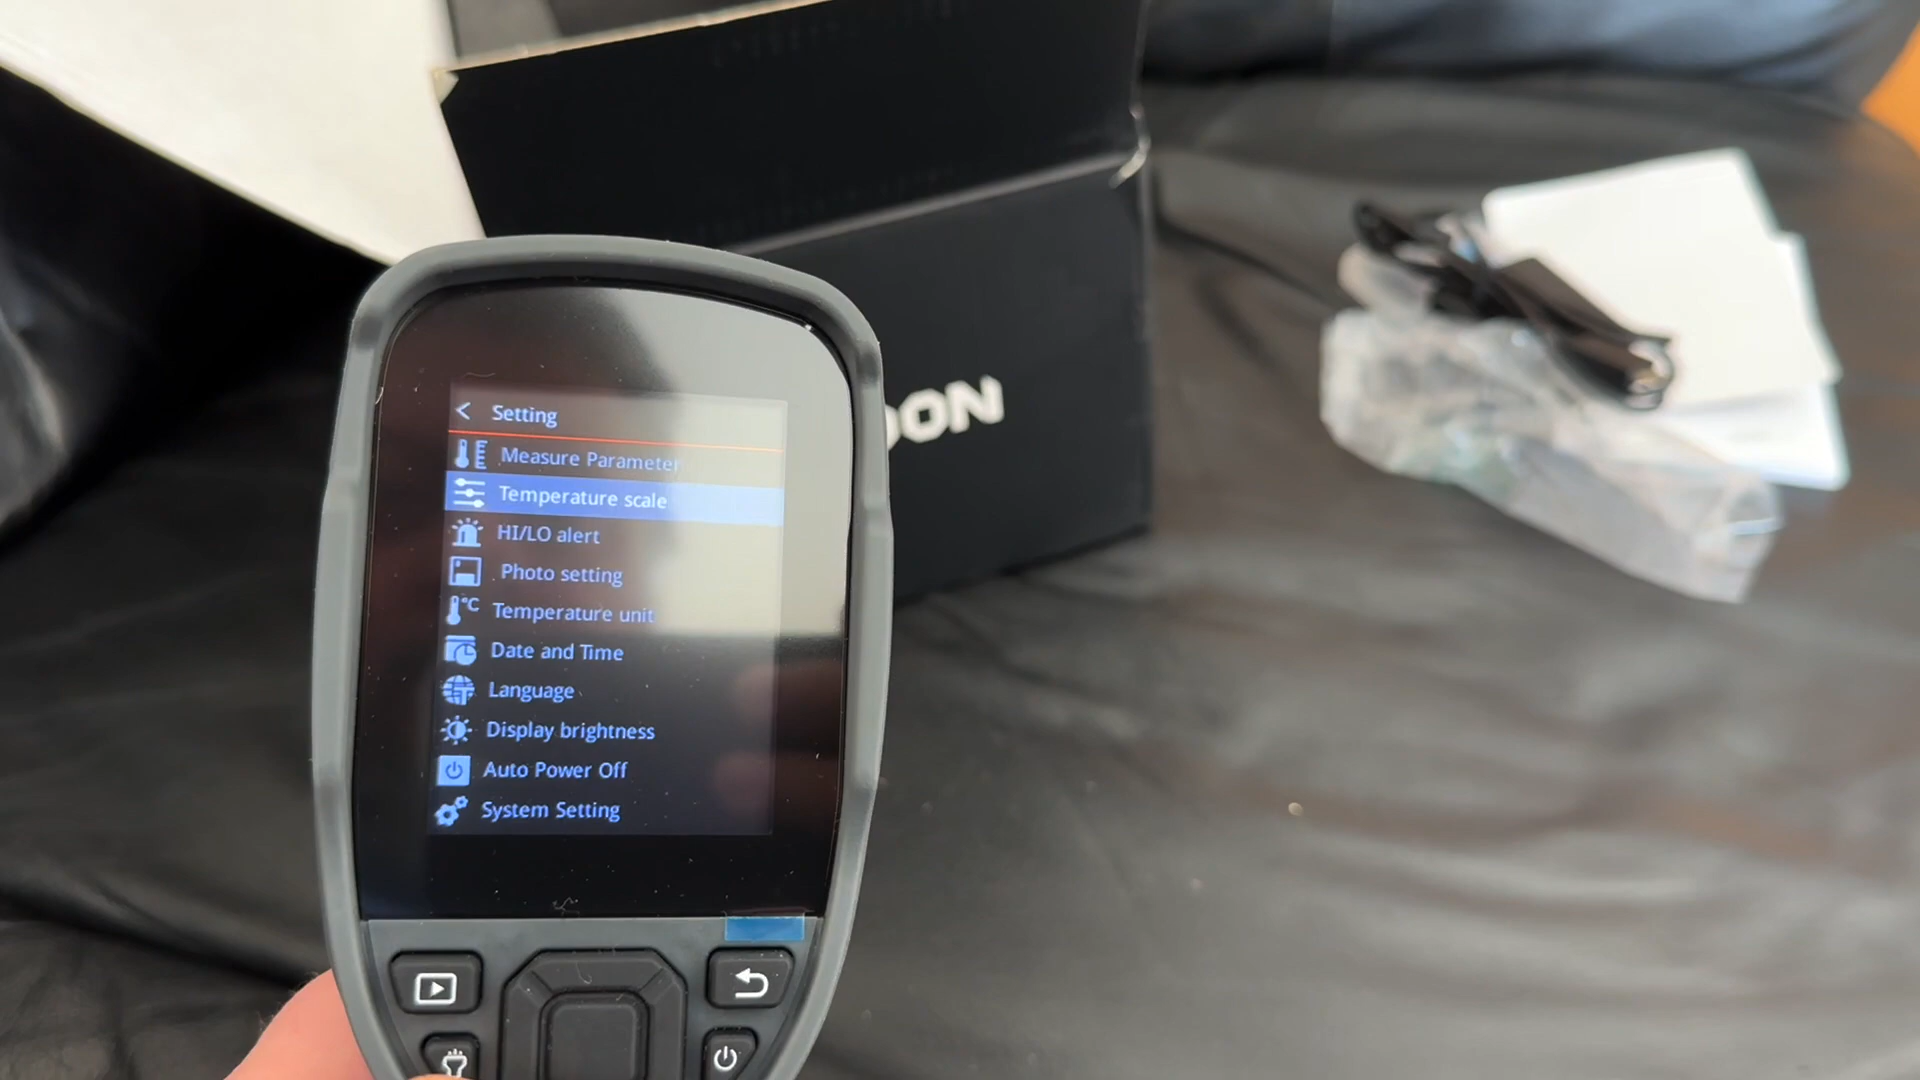 < Setting
Measure Parameter
Temperature scale
HI/LO alert
Photo setting
°C
Temperature unit
Date and Time
Language
Display brightness
Auto Power Off
System Setting
OON